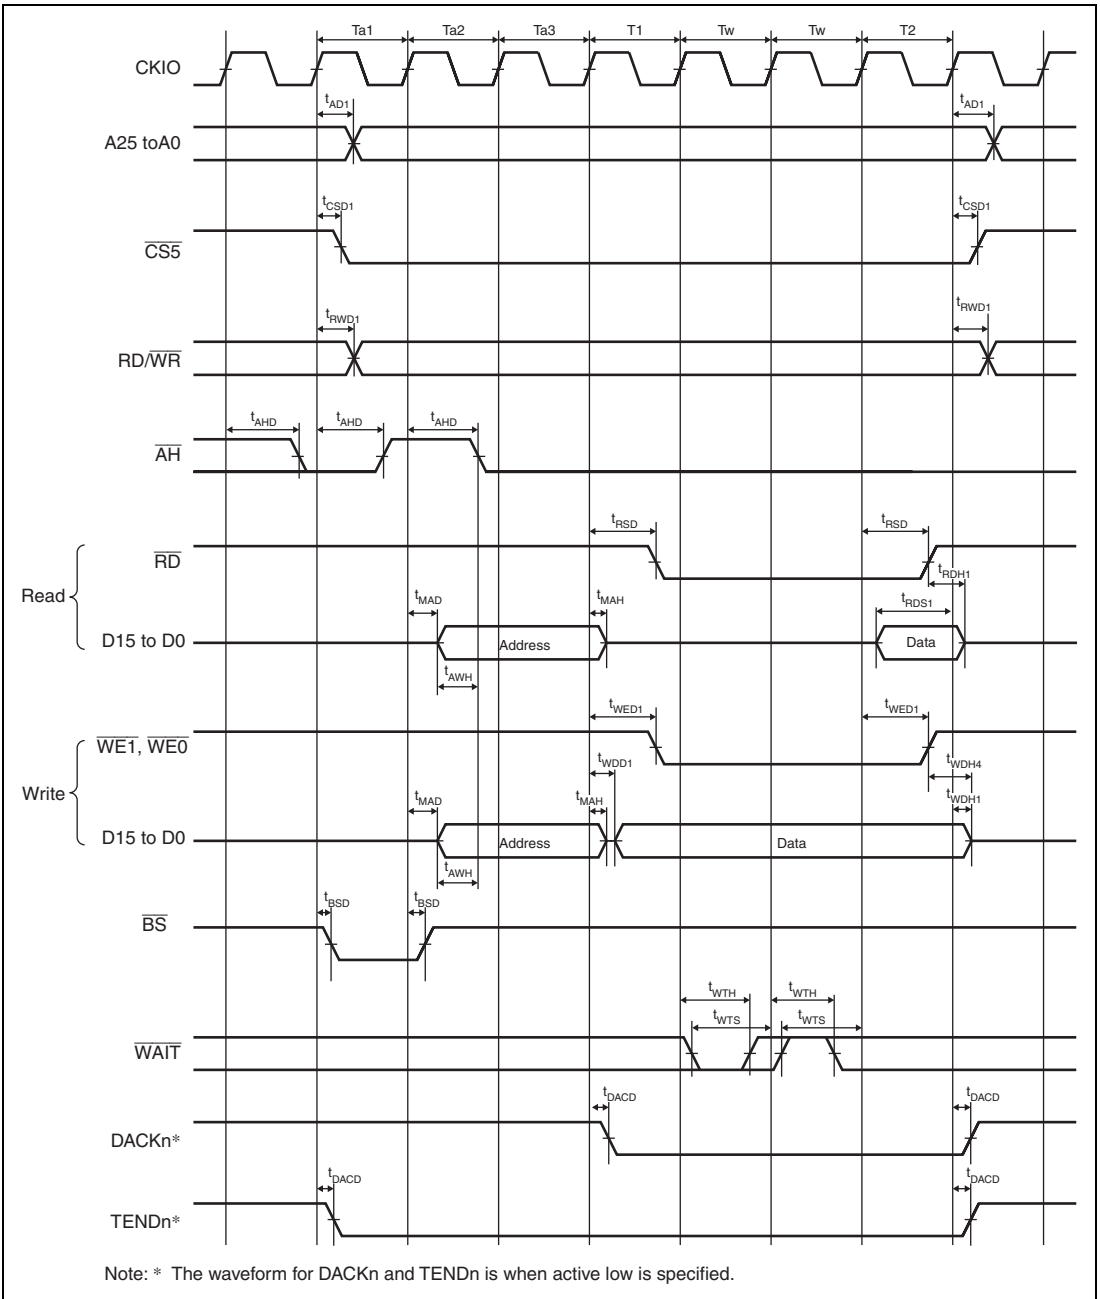 Ta1 Ta2 Ta3 T1 Tw Tw T2
CKIO
tAD1 tAD1
A25 toA0
tCSD1 tCSD1
CS5
tRWD1 tRWD1
RD/WR
tAHD tAHD tAHD
AH
tRSD tRSD
RD
tRDH1
Read
tMAD tMAH tRDS1
D15 to D0 Address Data
tAWH
tWED1 tWED1
WE1, WE0
tWDD1 tWDH4
Write
tMAD tMAH tWDH1
D15 to D0 Address Data
tAWH
tBSD tBSD
BS
tWTH tWTH
tWTS tWTS
WAIT
tDACD tDACD
DACKn*
tDACD tDACD
TENDn*
Note: * The waveform for DACKn and TENDn is when active low is specified.